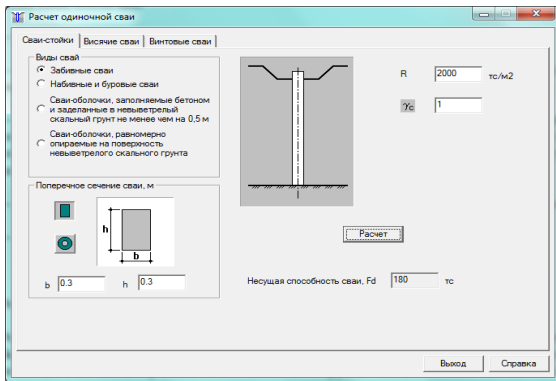 Расчет одиночной сваи
Сваи-стойки Висячие сваи Винтовые сваи
Виды свай
Забивные сваи
Набивные и буровые сваи
Сваи-оболочки, заполняемые бетоном
и заделанные в невыветрелый
скальный грунт не менее чем на 0,5 м
Сваи-оболочки, равномерно
опираемые на поверхность
невыветрелого скального грунта
R 2000 тс/м2
γc 1
Поперечное сечение сваи, м
h
b
b 0.3 h 0.3
Расчет
Несущая способность сваи, Fd 180 тс
Выход Справка